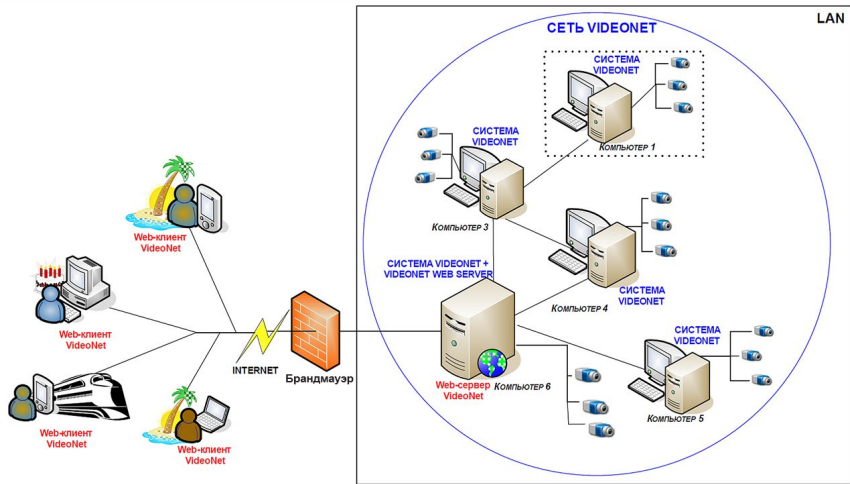 LAN
СЕТЬ VIDEONET
СИСТЕМА
VIDEONET
КОМПЬЮТЕР 1
СИСТЕМА
VIDEONET
КОМПЬЮТЕР 3
СИСТЕМА VIDEONET +
VIDEONET WEB SERVER
КОМПЬЮТЕР 4
СИСТЕМА
VIDEONET
СИСТЕМА
VIDEONET
КОМПЬЮТЕР 5
Web-сервер
VideoNet
КОМПЬЮТЕР 6
Web-клиент
VideoNet
Web-клиент
VideoNet
INTERNET
Брандмауэр
Web-клиент
VideoNet
Web-клиент
VideoNet